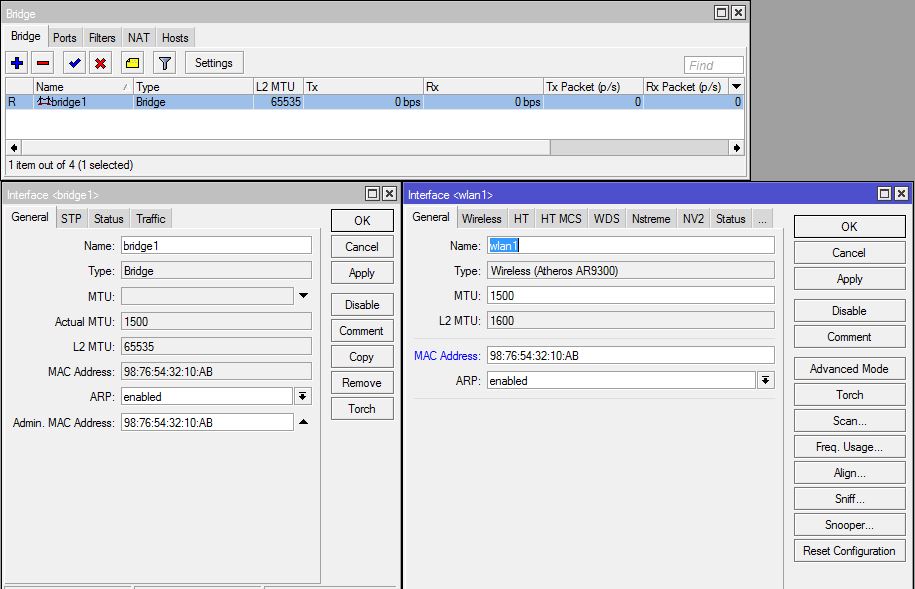 Bridge
Bridge Ports Filters NAT Hosts
Settings Find
Name Type L2 MTU Tx Rx Tx Packet (p/s) Rx Packet (p/s)
R bridge1 Bridge 65535 0 bps 0 bps 0 0
1 item out of 4 (1 selected)
Interface <bridge1>
General STP Status Traffic
Name: bridge1
Type: Bridge
MTU:
Actual MTU: 1500
L2 MTU: 65535
MAC Address: 98:76:54:32:10:AB
ARP: enabled
Admin. MAC Address: 98:76:54:32:10:AB
OK
Cancel
Apply
Disable
Comment
Copy
Remove
Torch
Interface <wlan1>
General Wireless HT HT MCS WDS Nstreme NV2 Status ...
Name: wlan1
Type: Wireless (Atheros AR9300)
MTU: 1500
L2 MTU: 1600
MAC Address: 98:76:54:32:10:AB
ARP: enabled
OK
Cancel
Apply
Disable
Comment
Advanced Mode
Torch
Scan...
Freq. Usage...
Align...
Sniff...
Snooper...
Reset Configuration